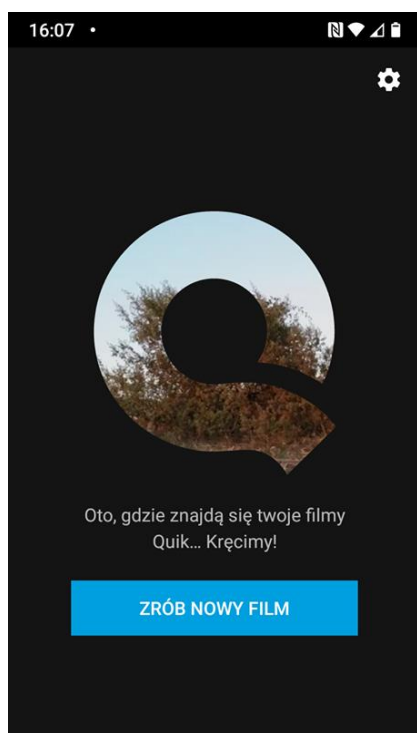 16:07
Oto, gdzie znajdą się twoje filmy
Quik... Kręcimy!
ZRÓB NOWY FILM